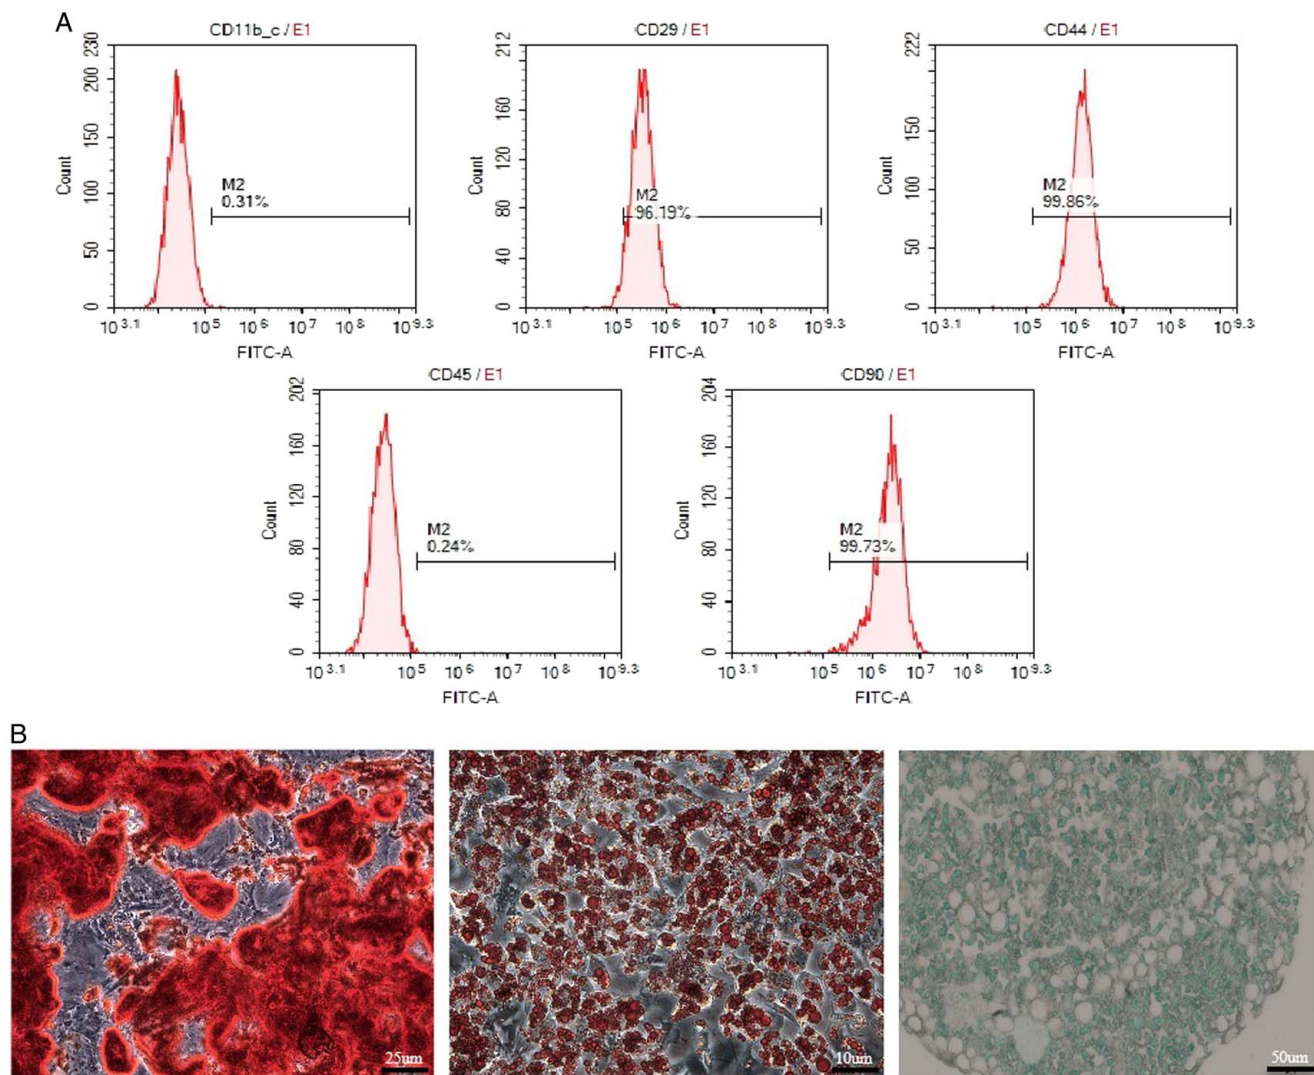 A
CD11b_c / E1
Count
230
200
150
100
50
0
M2
0.31%
10^3.1 10^5 10^6 10^7 10^8 10^9.3
FITC-A
CD29 / E1
Count
212
160
120
80
40
0
M2
96.19%
10^3.1 10^5 10^6 10^7 10^8 10^9.3
FITC-A
CD44 / E1
Count
222
150
100
50
0
M2
99.86%
10^3.1 10^5 10^6 10^7 10^8 10^9.3
FITC-A
CD45 / E1
Count
202
160
120
80
40
0
M2
0.24%
10^3.1 10^5 10^6 10^7 10^8 10^9.3
FITC-A
CD90 / E1
Count
204
160
120
80
40
0
M2
99.73%
10^3.1 10^5 10^6 10^7 10^8 10^9.3
FITC-A
B
25um
10um
50um